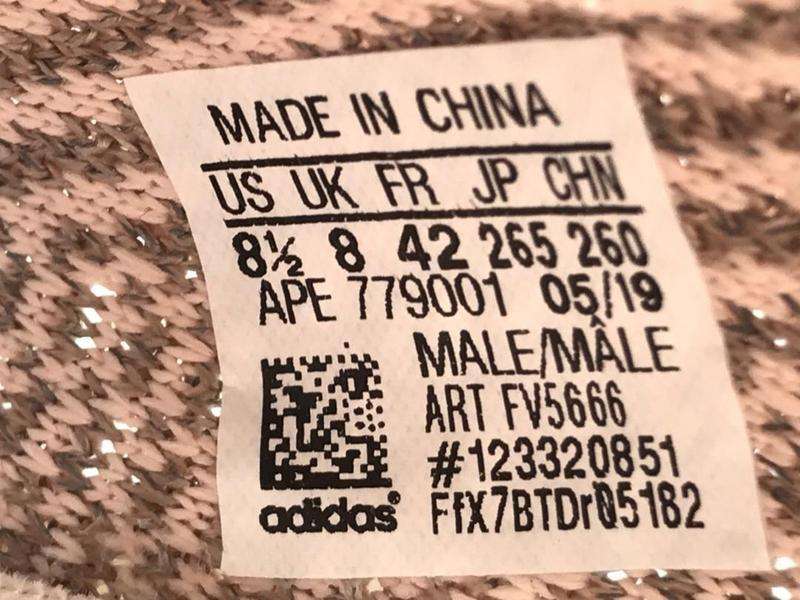 MADE IN CHINA
US UK FR JP CHN
8½ 8 42 265 260
APE 779001 05/19
MALE/MÂLE
ART FV5666
#123320851
FfX7BTDr05182
adidas®